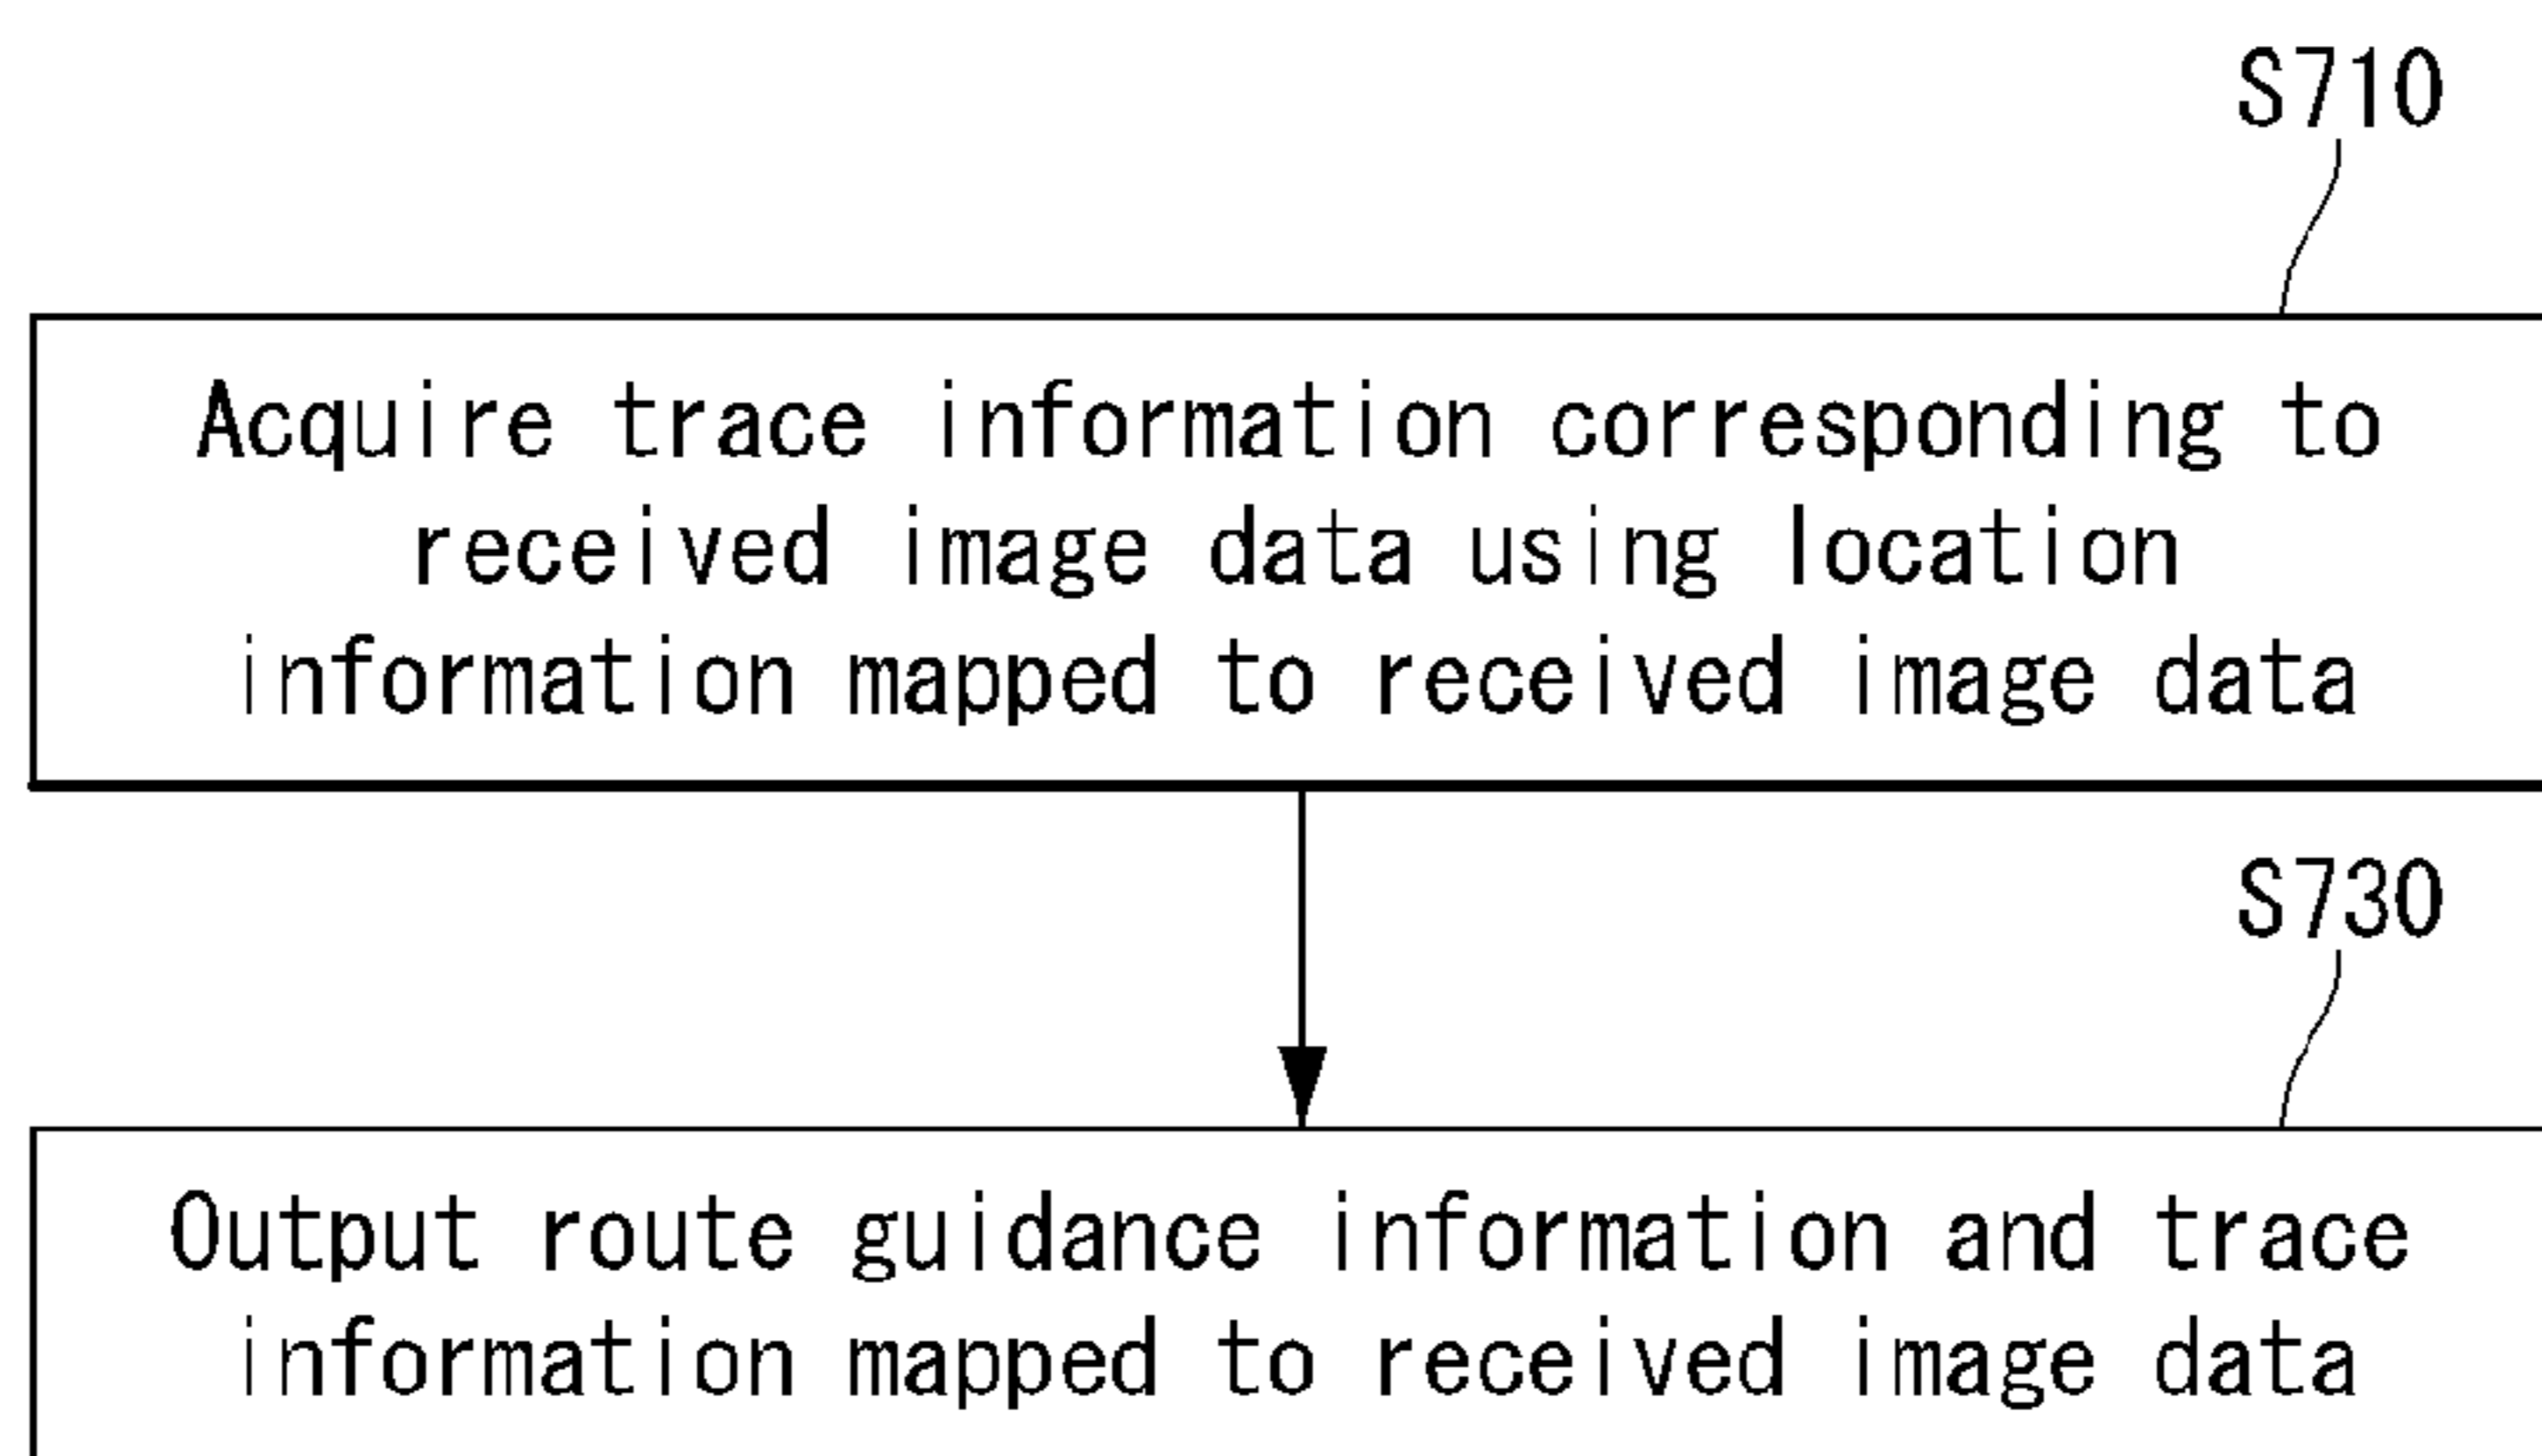 S710
Acquire trace information corresponding to
received image data using location
information mapped to received image data
S730
Output route guidance information and trace
information mapped to received image data